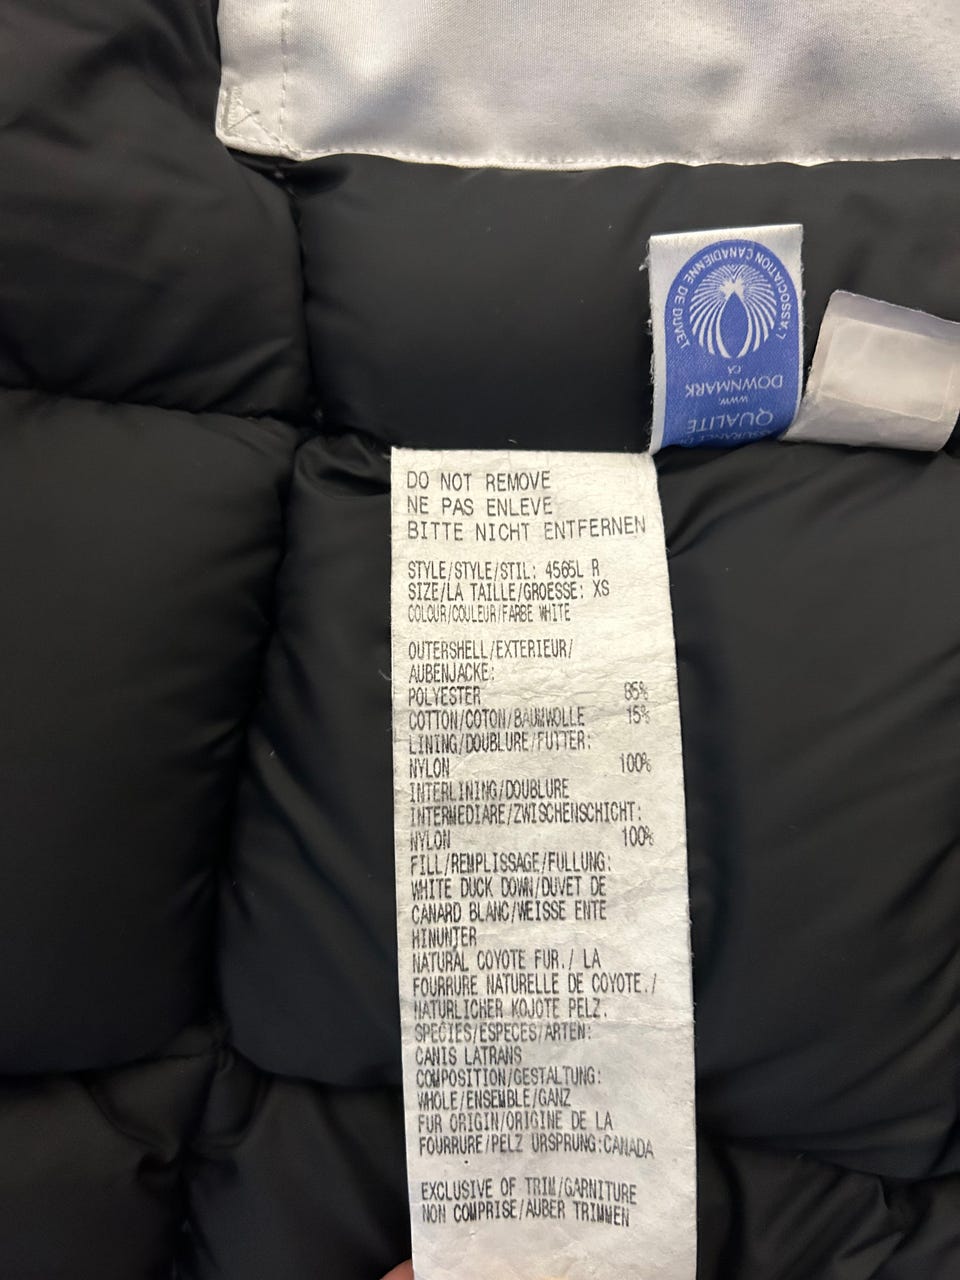 L'ASSOCIATION CANADIENNE DE DUVET
DOWNMARK
CA
www.
QUALITE
DO NOT REMOVE
NE PAS ENLEVE
BITTE NICHT ENTFERNEN
STYLE/STYLE/STIL: 4565L R
SIZE/LA TAILLE/GROESSE: XS
COLOUR/COULEUR/FARBE WHITE
OUTERSHELL/EXTERIEUR/
AUBENJACKE:
POLYESTER 85%
COTTON/COTON/BAUMWOLLE 15%
LINING/DOUBLURE/FUTTER:
NYLON 100%
INTERLINING/DOUBLURE
INTERMEDIARE/ZWISCHENSCHICHT:
NYLON 100%
FILL/REMPLISSAGE/FULLUNG:
WHITE DUCK DOWN/DUVET DE
CANARD BLANC/WEISSE ENTE
HINUNTER
NATURAL COYOTE FUR./ LA
FOURRURE NATURELLE DE COYOTE./
NATURLICHER KOJOTE PELZ.
SPECIES/ESPECES/ARTEN:
CANIS LATRANS
COMPOSITION/GESTALTUNG:
WHOLE/ENSEMBLE/GANZ
FUR ORIGIN/ORIGINE DE LA
FOURRURE/PELZ URSPRUNG:CANADA
EXCLUSIVE OF TRIM/GARNITURE
NON COMPRISE/AUBER TRIMMEN